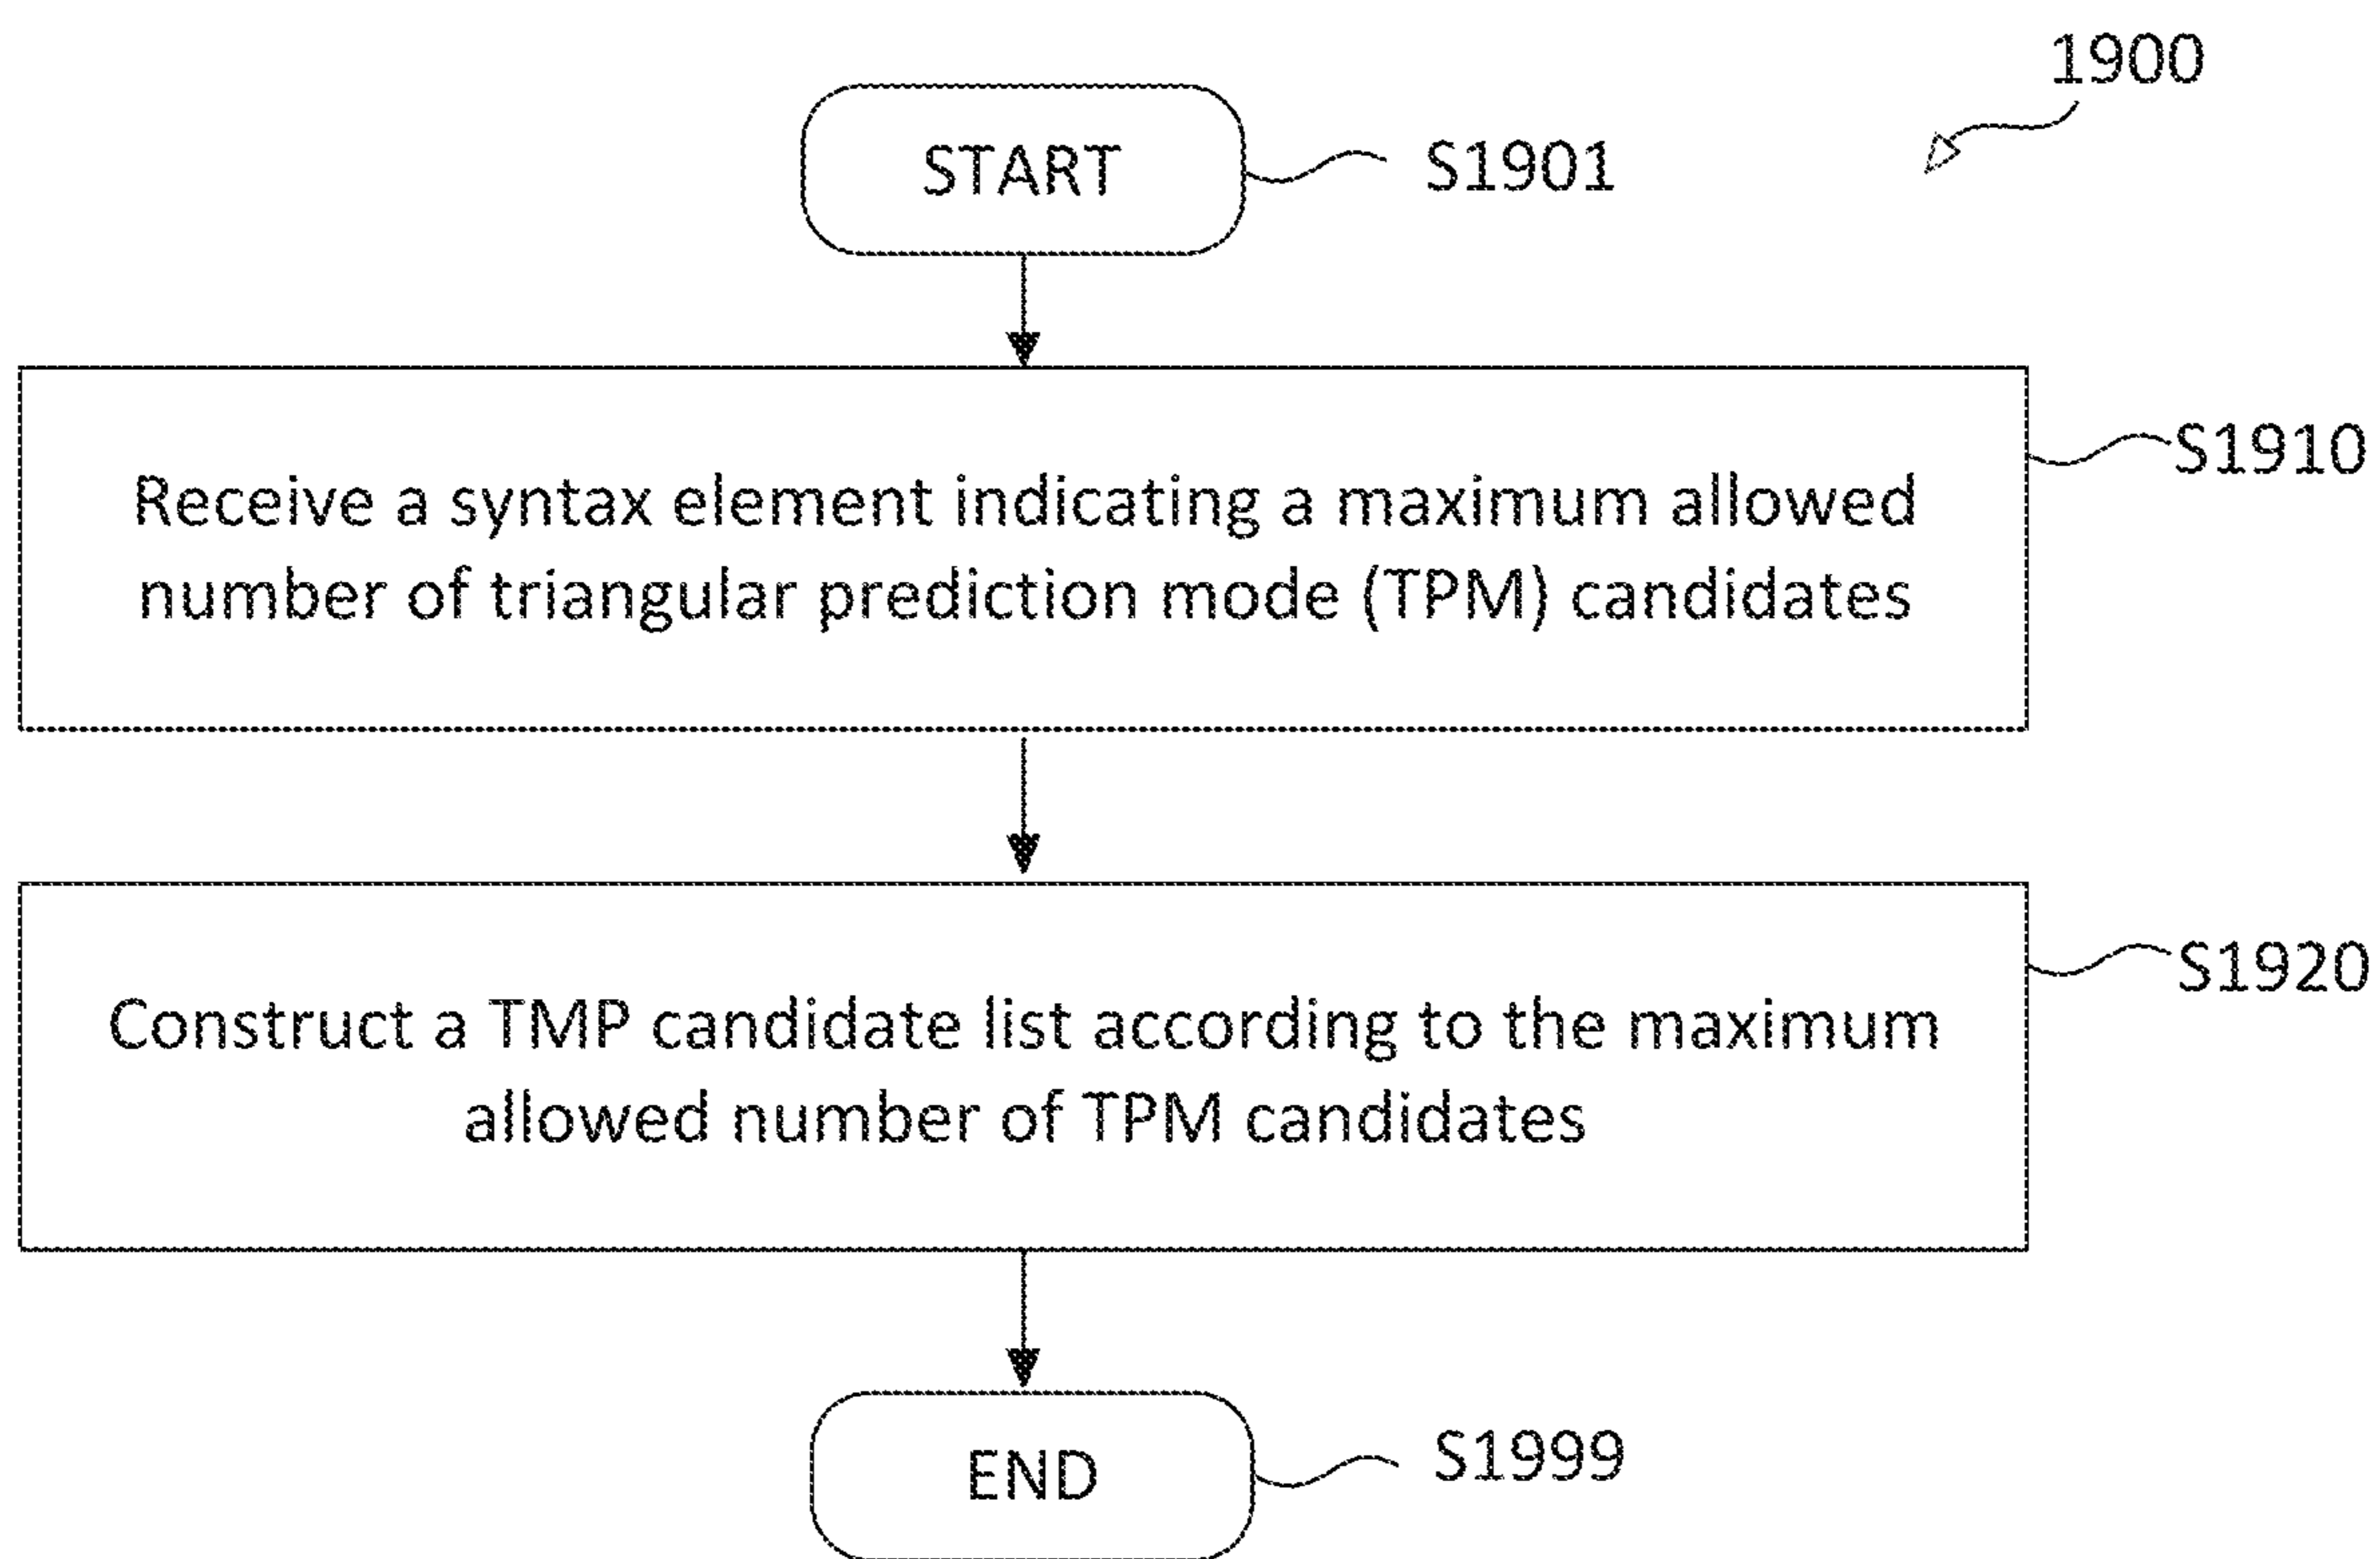 1900
START
S1901
S1910
Receive a syntax element indicating a maximum allowed
number of triangular prediction mode (TPM) candidates
S1920
Construct a TMP candidate list according to the maximum
allowed number of TPM candidates
END
S1999